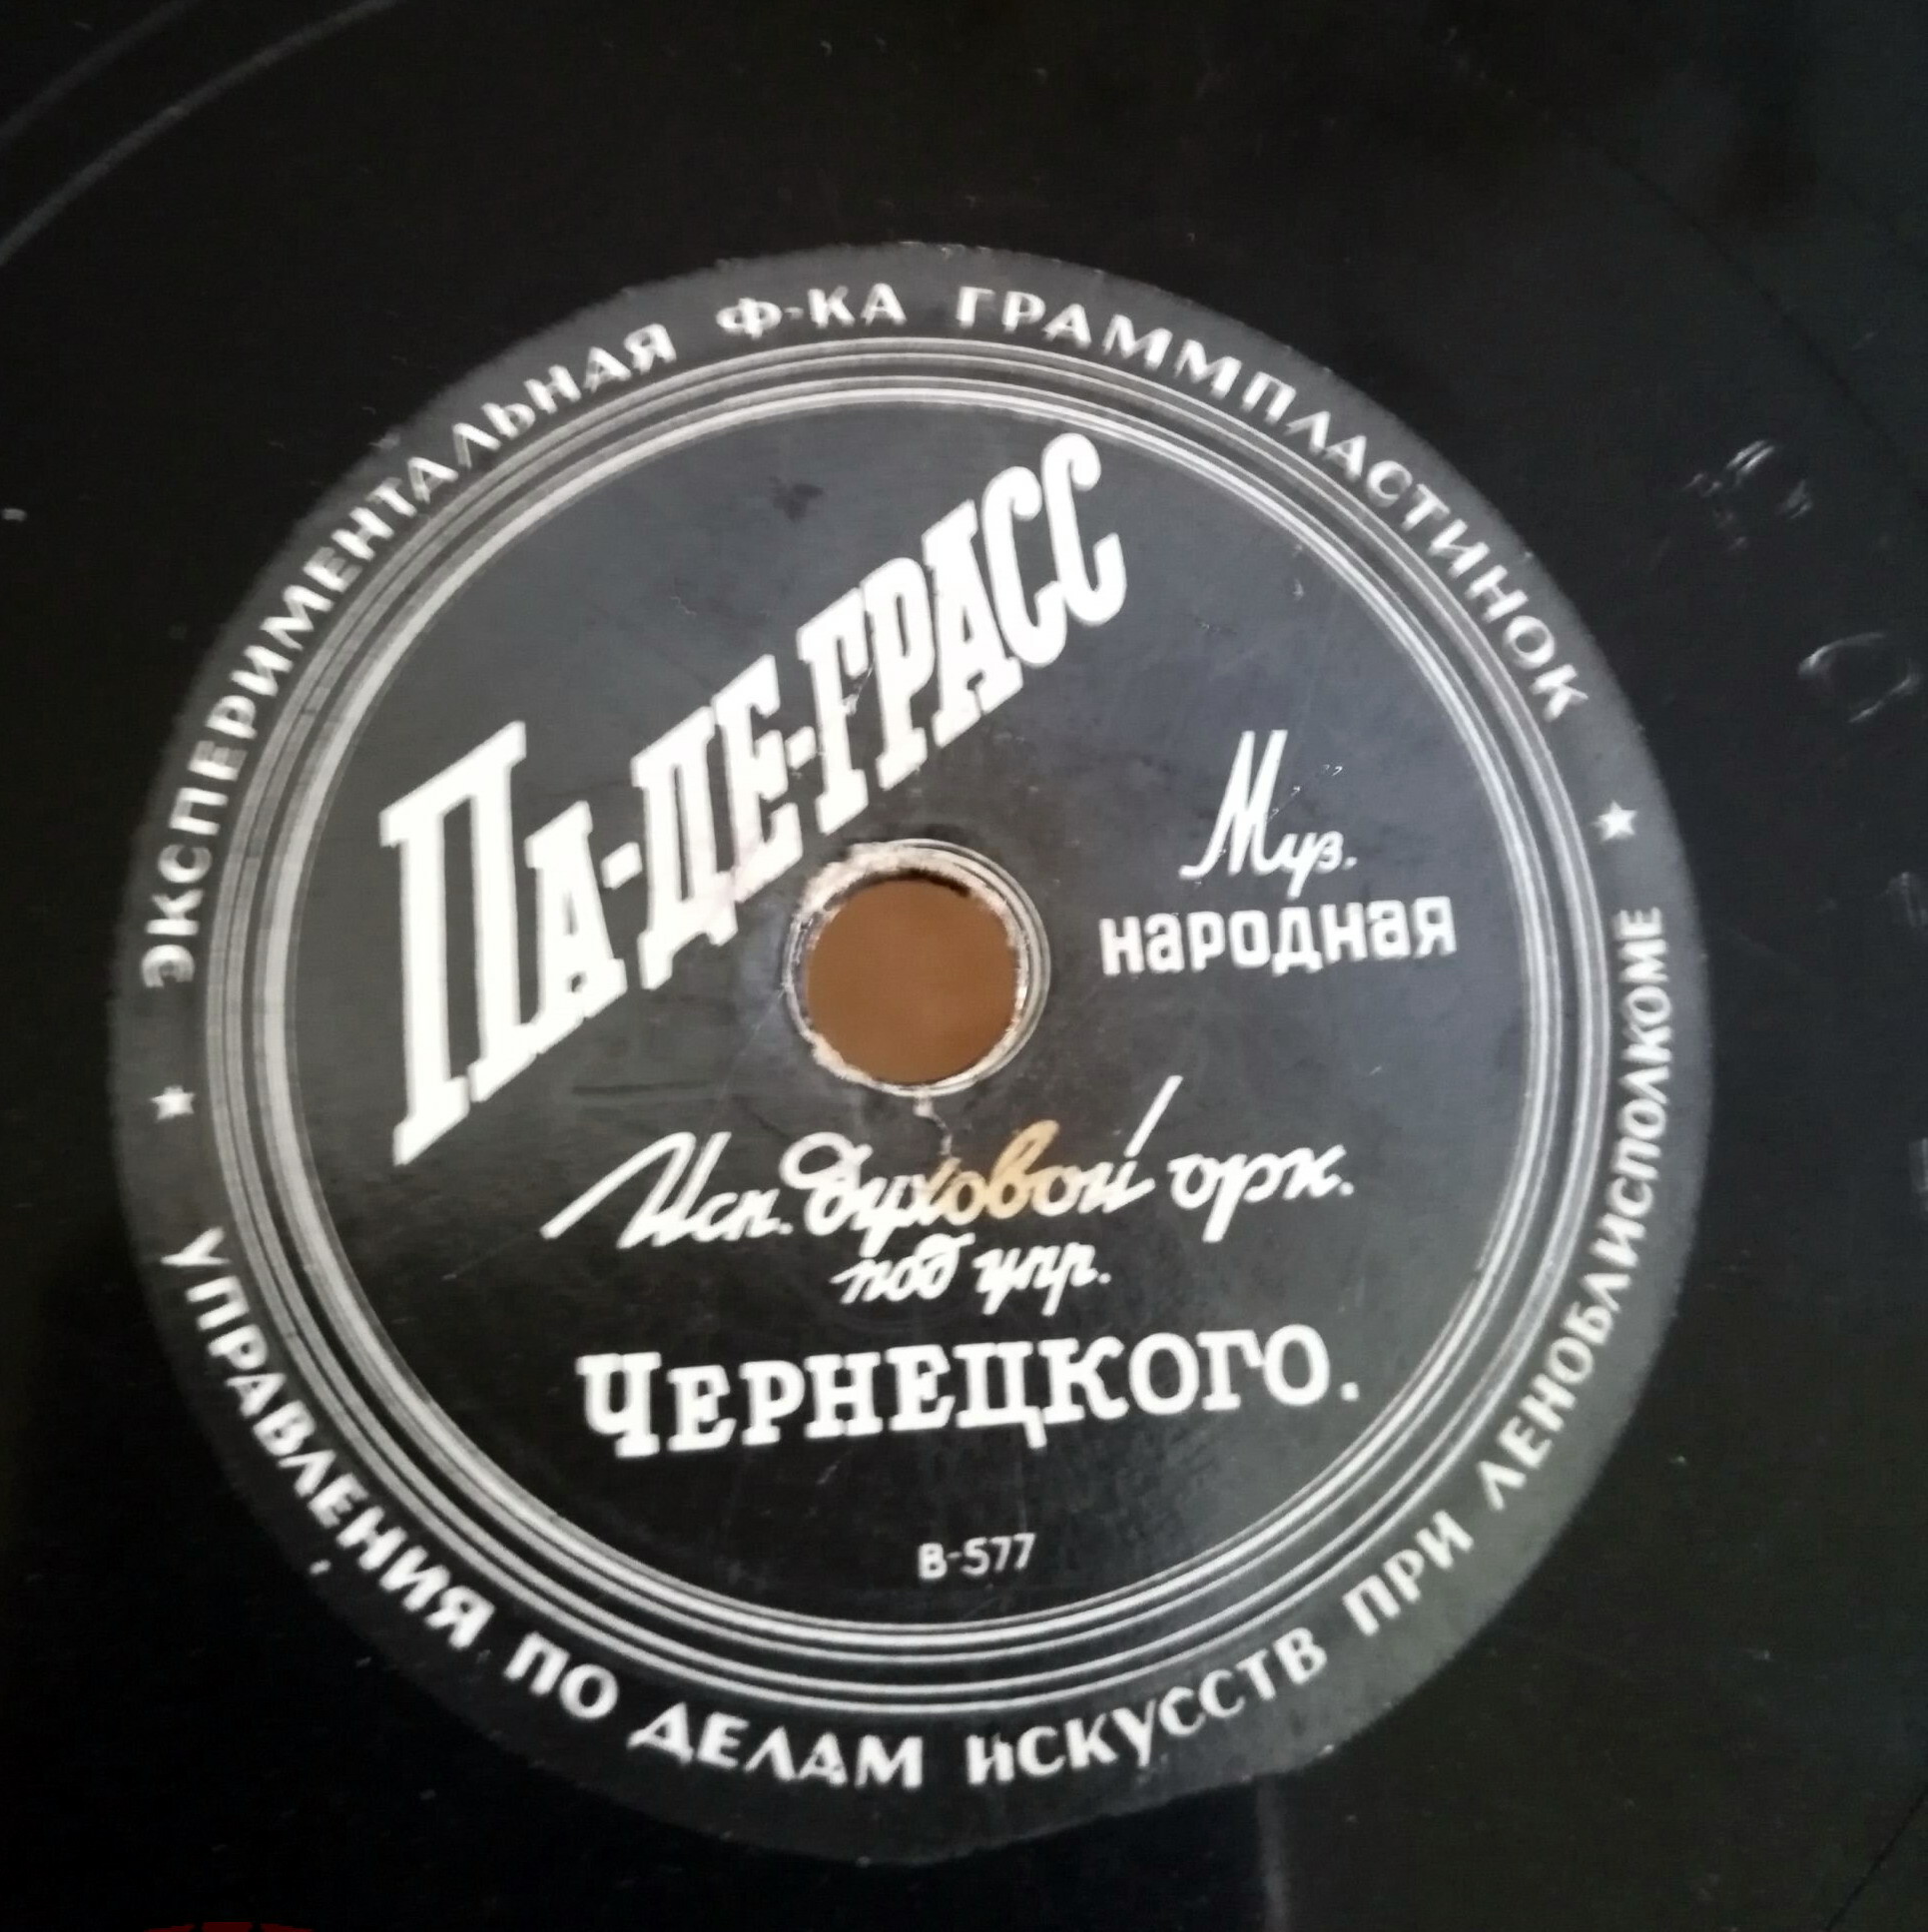 ЭКСПЕРИМЕНТАЛЬНАЯ Ф-КА ГРАММПЛАСТИНОК
ПА-ДЕ-ГРАСС
Муз.
народная
Исп. духовой орк.
под упр.
ЧЕРНЕЦКОГО.
В-577
УПРАВЛЕНИЯ ПО ДЕЛАМ ИСКУССТВ ПРИ ЛЕНОБЛИСПОЛКОМЕ